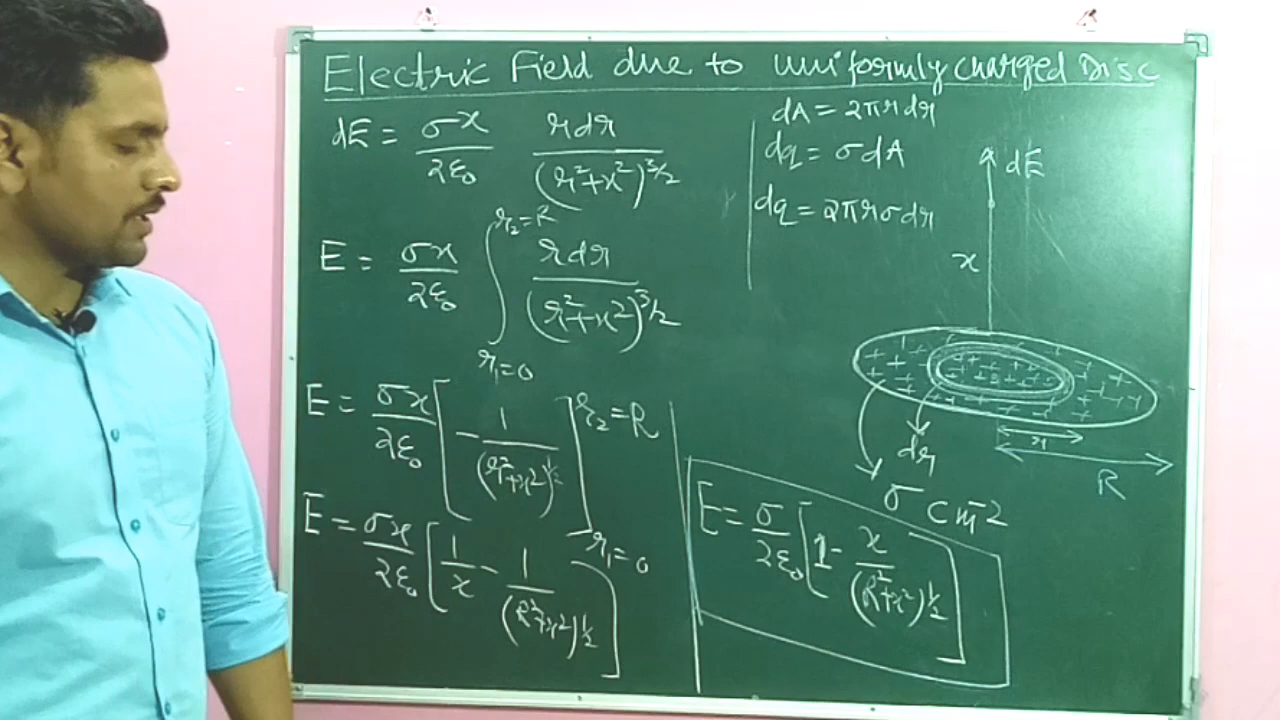 Electric Field due to uniformly charged Disc
dE = σx/2ε₀ rdr/(r²+x²)^3/2
E = σx/2ε₀ ∫_{r₁=0}^{r₂=R} rdr/(r²+x²)^3/2
E = σx/2ε₀ [-1/(r²+x²)^½]_{r₁=0}^{r₂=R}
E = σx/2ε₀ [1/x - 1/(R²+x²)^½]
dA = 2πrdr
dq = σdA
dq = 2πrσdr
dE
x
r
dr
R
σ cm⁻²
E = σ/2ε₀ [1 - x/(R²+x²)^½]